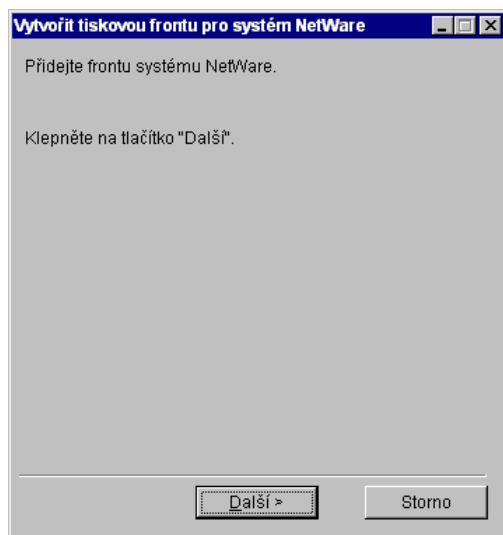 Vytvořit tiskovou frontu pro systém NetWare
Přidejte frontu systému NetWare.
Klepněte na tlačítko "Další".
Další >
Storno